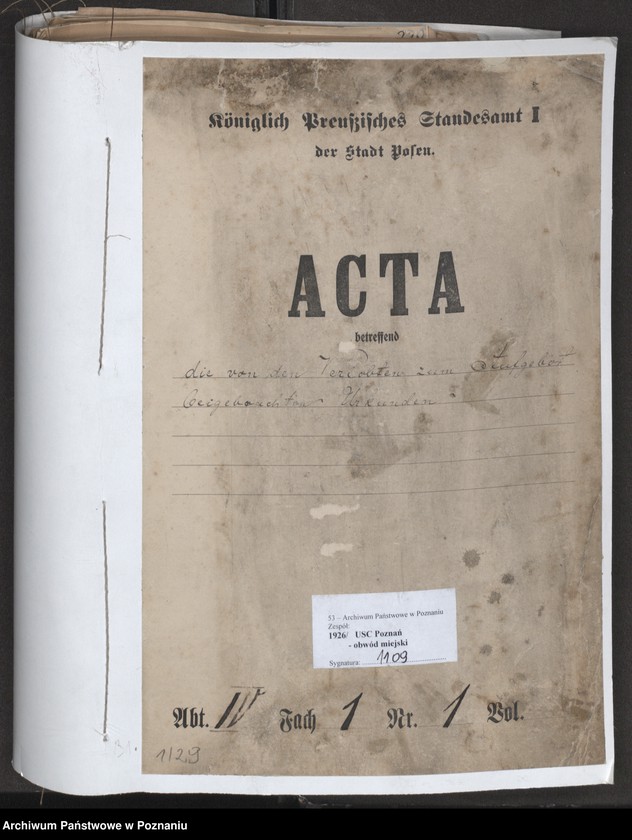 Königlich Preußisches Standesamt I
der Stadt Posen.
ACTA
betreffend
die von den Verlobten zum Aufgebot
beigebrachten Urkunden
53 – Archiwum Państwowe w Poznaniu
Zespół:
1926/ USC Poznań
- obwód miejski
Sygnatura: 1109
Abt. IV Fach 1 Nr. 1 Vol.
Archiwum Państwowe w Poznaniu